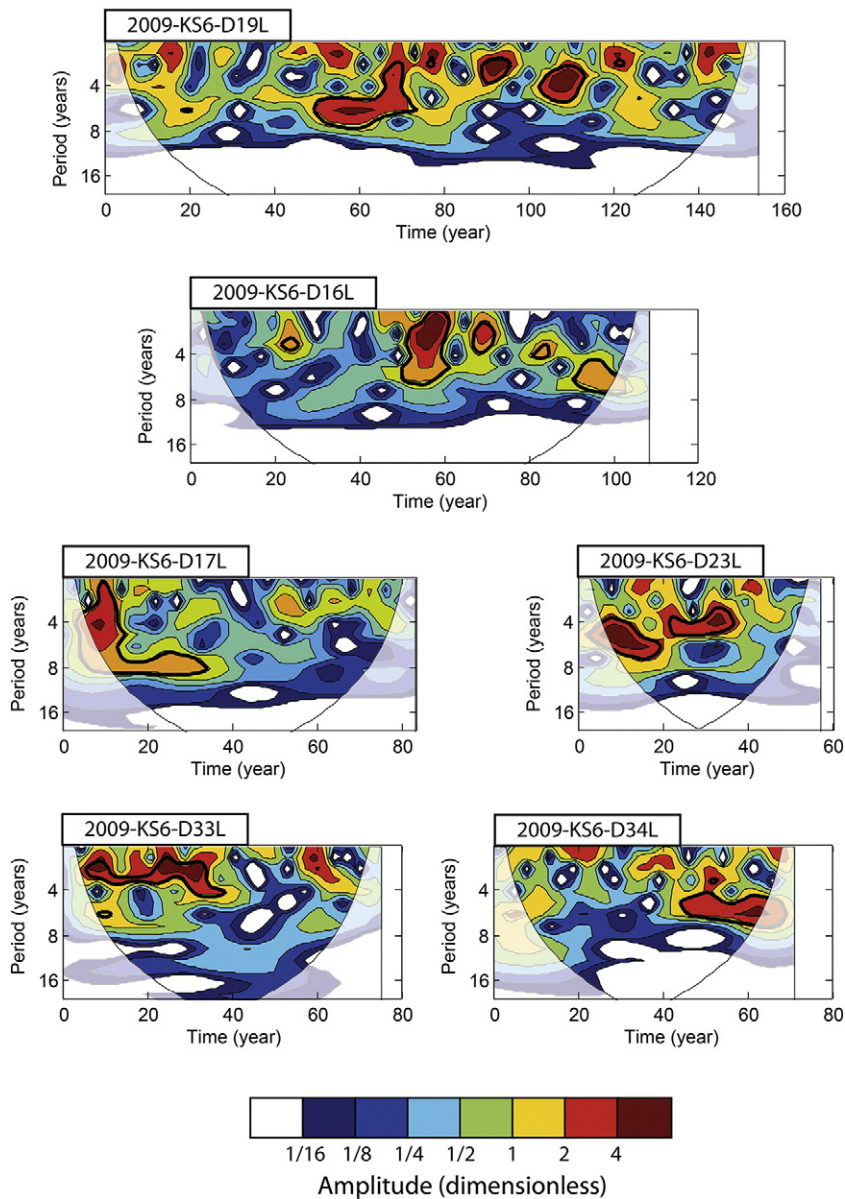 2009-KS6-D19L
Period (years)
4
8
16
0 20 40 60 80 100 120 140 160
Time (year)
2009-KS6-D16L
Period (years)
4
8
16
0 20 40 60 80 100 120
Time (year)
2009-KS6-D17L
Period (years)
4
8
16
0 20 40 60 80
Time (year)
2009-KS6-D23L
Period (years)
4
8
16
0 20 40 60
Time (year)
2009-KS6-D33L
Period (years)
4
8
16
0 20 40 60 80
Time (year)
2009-KS6-D34L
Period (years)
4
8
16
0 20 40 60 80
Time (year)
1/16 1/8 1/4 1/2 1 2 4
Amplitude (dimensionless)